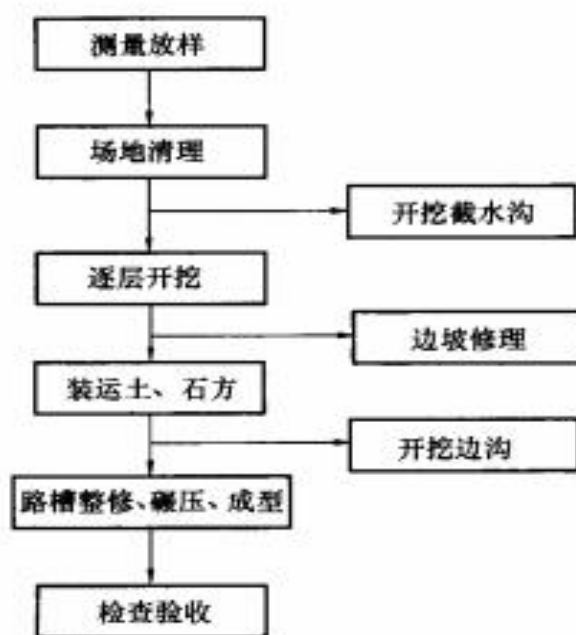 测量放样
场地清理
开挖截水沟
逐层开挖
边坡修理
装运土、石方
开挖边沟
路槽整修、碾压、成型
检查验收